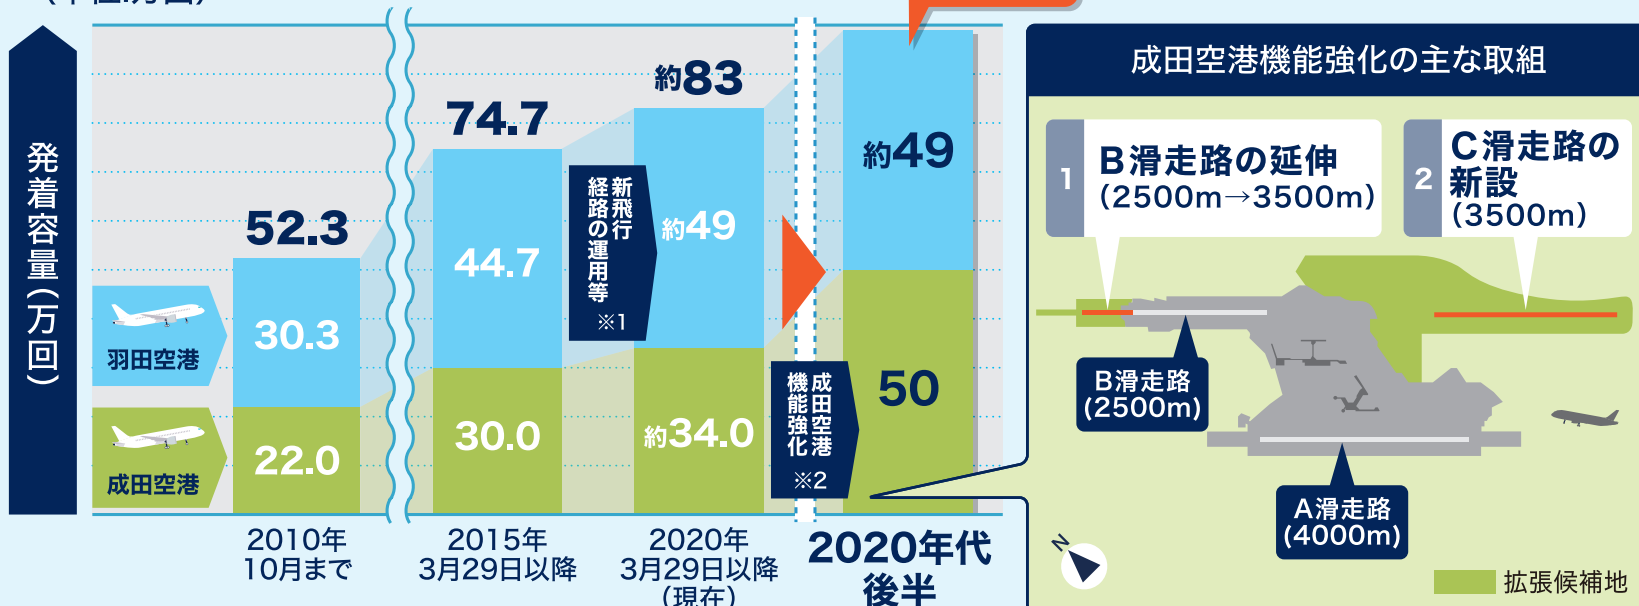 発着容量(万回)
52.3
74.7
約83
約49
44.7
約49
30.3
羽田空港
50
30.0
約34.0
22.0
成田空港
新飛行
経路の運用等
※1
成田空港
機能強化
※2
2010年
10月まで
2015年
3月29日以降
2020年
3月29日以降
(現在)
2020年代
後半
成田空港機能強化の主な取組
1
B滑走路の延伸
(2500m→3500m)
2
C滑走路の
新設
(3500m)
B滑走路
(2500m)
A滑走路
(4000m)
N
拡張候補地